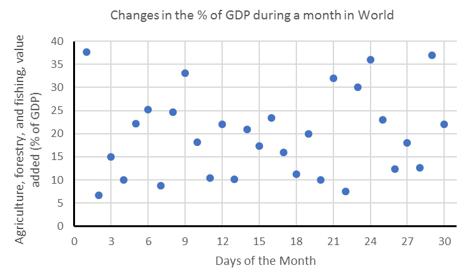 Changes in the % of GDP during a month in World
Agriculture, forestry, and fishing, value
added (% of GDP)
40
35
30
25
20
15
10
5
0
0 3 6 9 12 15 18 21 24 27 30
Days of the Month